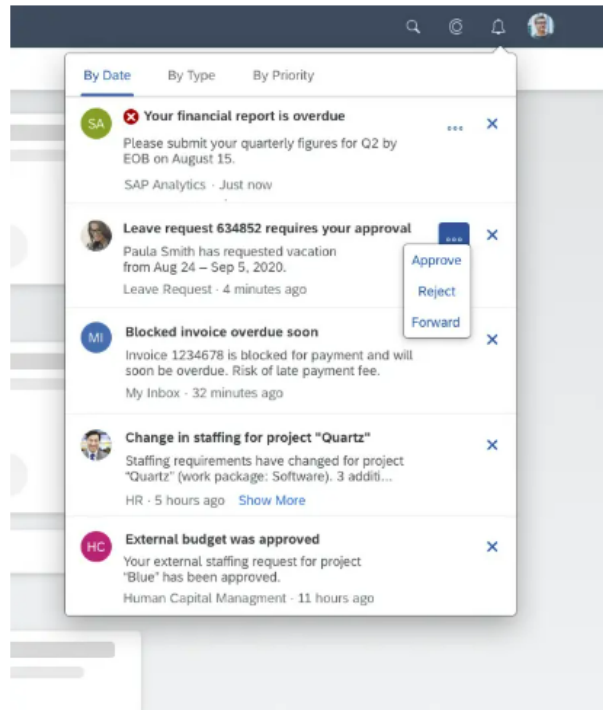 By Date By Type By Priority
SA
Your financial report is overdue
Please submit your quarterly figures for Q2 by
EOB on August 15.
SAP Analytics · Just now
Leave request 634852 requires your approval
Paula Smith has requested vacation
from Aug 24 – Sep 5, 2020.
Leave Request · 4 minutes ago
Approve
Reject
Forward
MI
Blocked invoice overdue soon
Invoice 1234678 is blocked for payment and will
soon be overdue. Risk of late payment fee.
My Inbox · 32 minutes ago
Change in staffing for project "Quartz"
Staffing requirements have changed for project
"Quartz" (work package: Software). 3 additi...
HR · 5 hours ago Show More
HC
External budget was approved
Your external staffing request for project
"Blue" has been approved.
Human Capital Managment · 11 hours ago